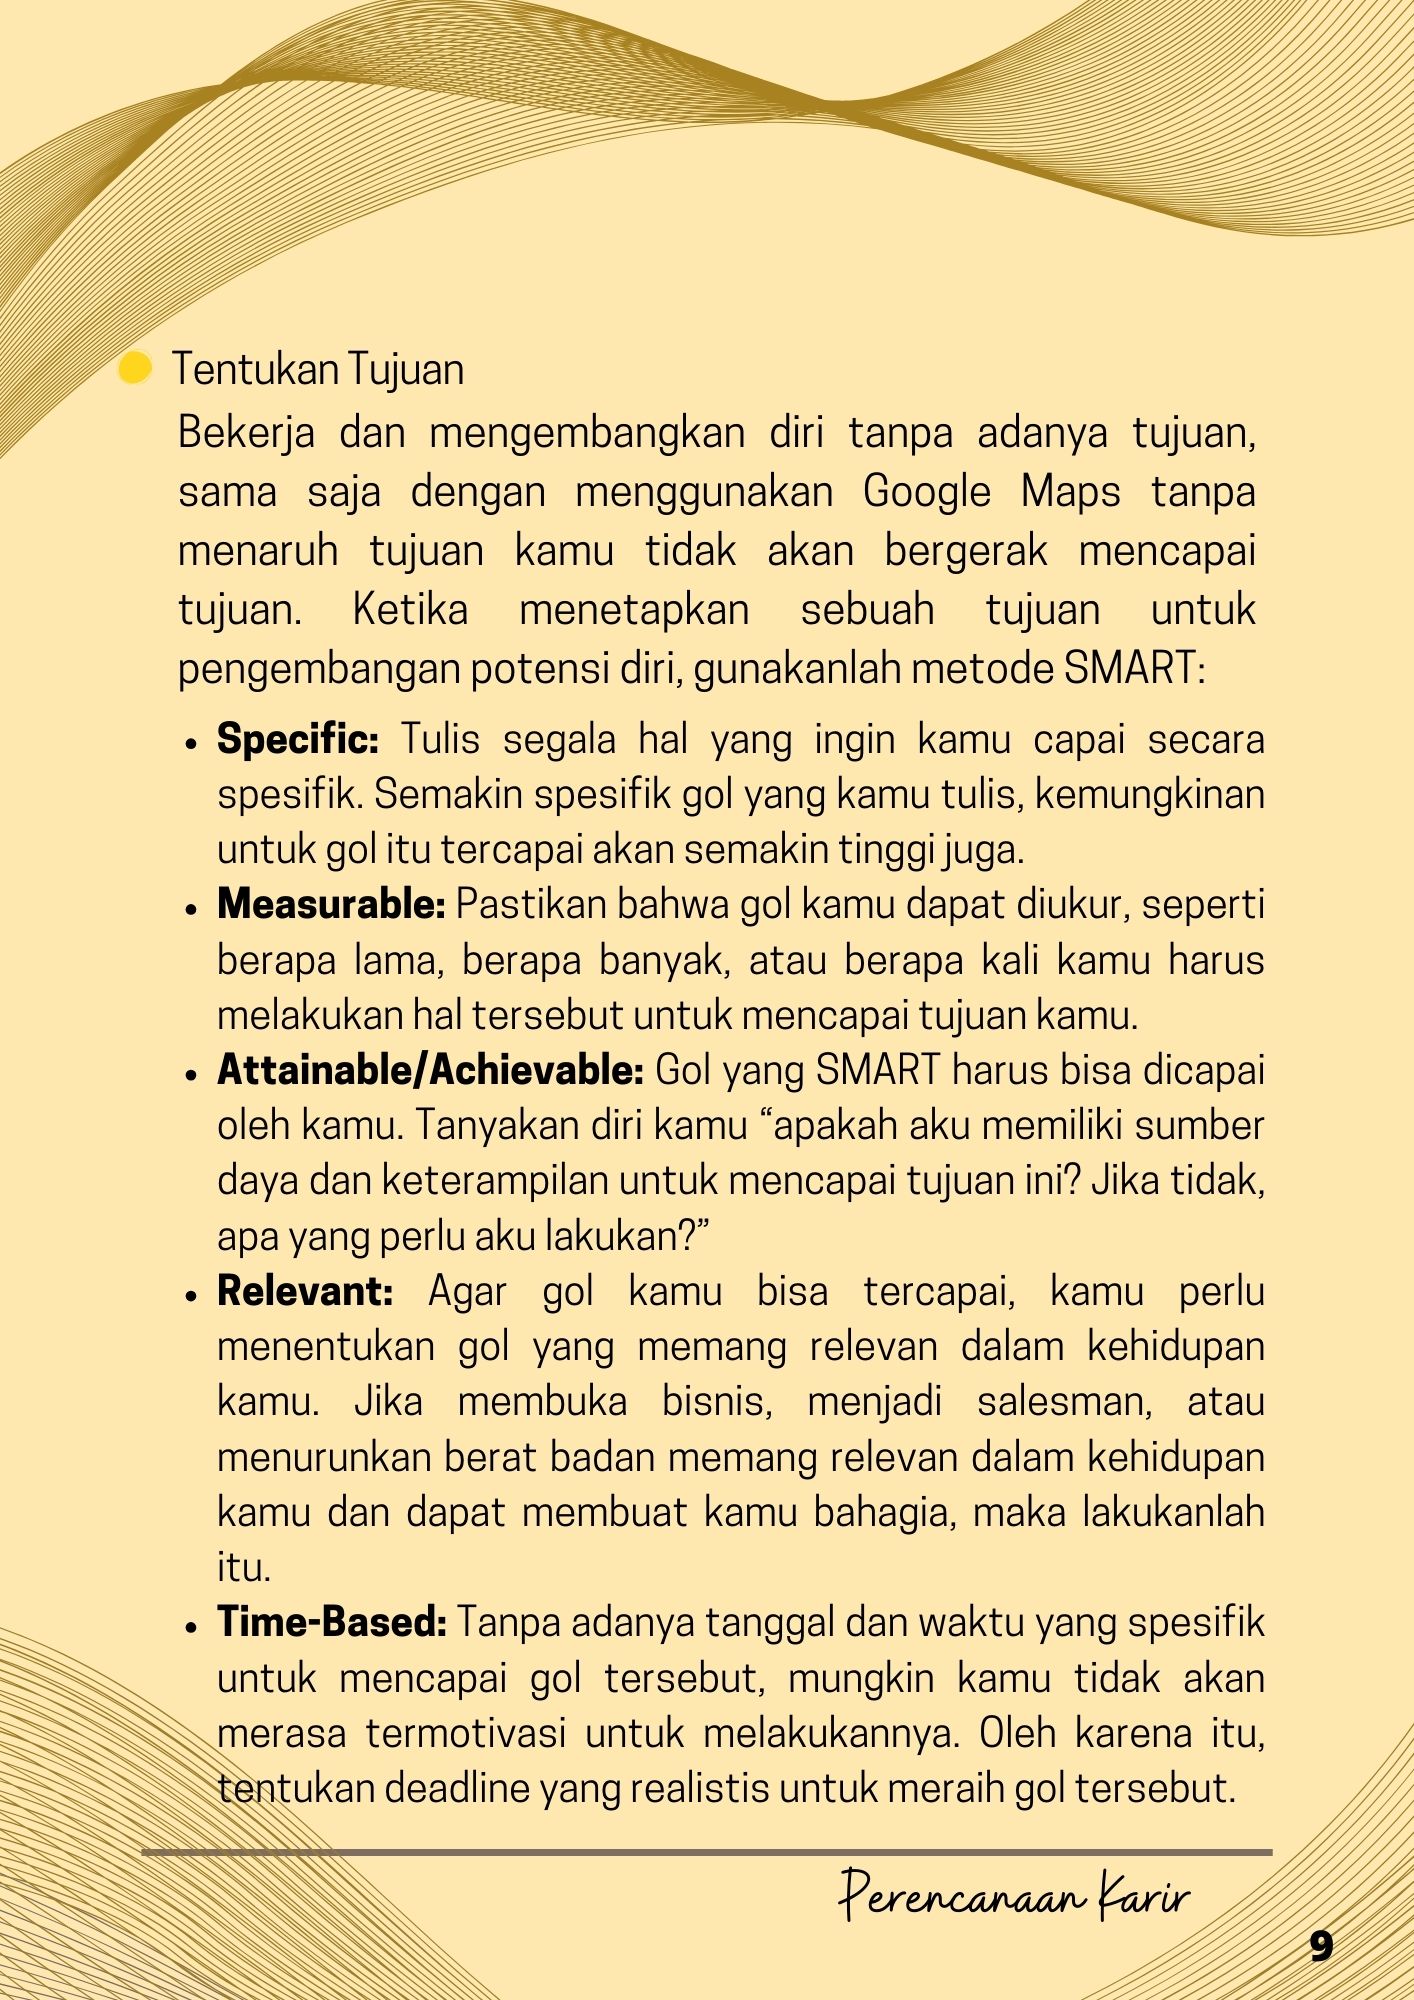 Tentukan Tujuan
Bekerja dan mengembangkan diri tanpa adanya tujuan,
sama saja dengan menggunakan Google Maps tanpa
menaruh tujuan kamu tidak akan bergerak mencapai
tujuan. Ketika menetapkan sebuah tujuan untuk
pengembangan potensi diri, gunakanlah metode SMART:
• Specific: Tulis segala hal yang ingin kamu capai secara
spesifik. Semakin spesifik gol yang kamu tulis, kemungkinan
untuk gol itu tercapai akan semakin tinggi juga.
• Measurable: Pastikan bahwa gol kamu dapat diukur, seperti
berapa lama, berapa banyak, atau berapa kali kamu harus
melakukan hal tersebut untuk mencapai tujuan kamu.
• Attainable/Achievable: Gol yang SMART harus bisa dicapai
oleh kamu. Tanyakan diri kamu “apakah aku memiliki sumber
daya dan keterampilan untuk mencapai tujuan ini? Jika tidak,
apa yang perlu aku lakukan?”
• Relevant: Agar gol kamu bisa tercapai, kamu perlu
menentukan gol yang memang relevan dalam kehidupan
kamu. Jika membuka bisnis, menjadi salesman, atau
menurunkan berat badan memang relevan dalam kehidupan
kamu dan dapat membuat kamu bahagia, maka lakukanlah
itu.
• Time-Based: Tanpa adanya tanggal dan waktu yang spesifik
untuk mencapai gol tersebut, mungkin kamu tidak akan
merasa termotivasi untuk melakukannya. Oleh karena itu,
tentukan deadline yang realistis untuk meraih gol tersebut.
Perencanaan Karir
9